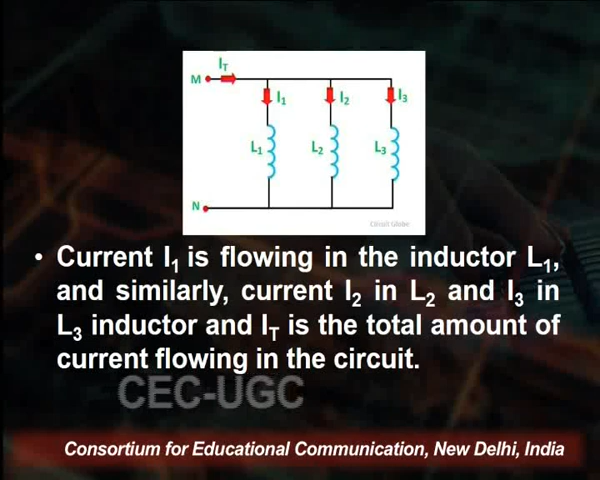 I_T
M
I₁ I₂ I₃
L₁ L₂ L₃
N
Circuit Globe
• Current I₁ is flowing in the inductor L₁,
and similarly, current I₂ in L₂ and I₃ in
L₃ inductor and I_T is the total amount of
current flowing in the circuit.
CEC-UGC
Consortium for Educational Communication, New Delhi, India